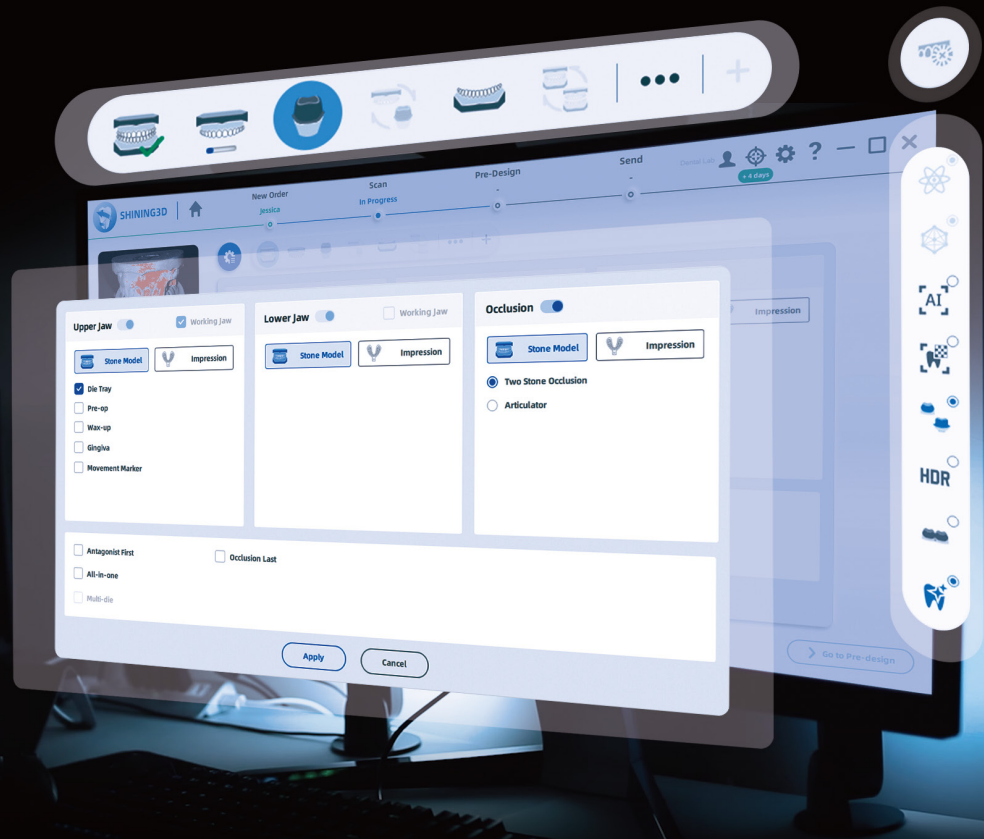 SHINING3D
New Order
Jessica
Scan
In Progress
Pre-Design
-
Send
-
Dental Lab
?
+ 4 days
Upper Jaw
Working Jaw
Stone Model
Impression
Die Tray
Pre-op
Wax-up
Gingiva
Movement Marker
Lower Jaw
Working Jaw
Stone Model
Impression
Occlusion
Stone Model
Impression
Two Stone Occlusion
Articulator
Impression
Antagonist First
Occlusion Last
All-in-one
Multi-die
Apply
Cancel
Go to Pre-design
AI
HDR